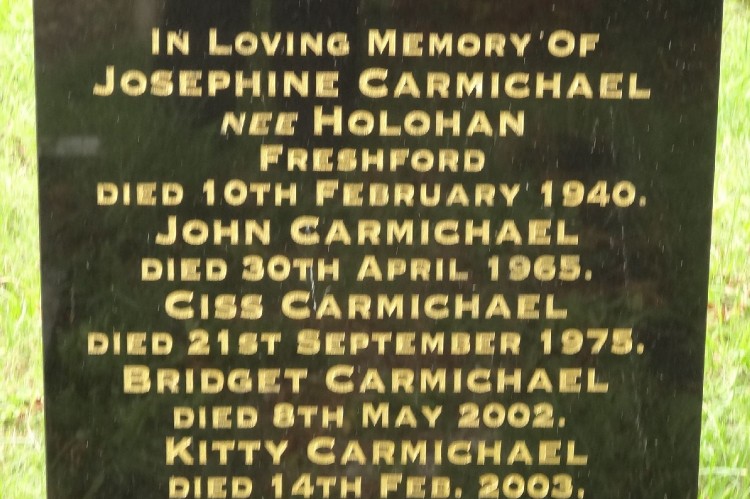 In Loving Memory Of
Josephine Carmichael
nee Holohan
Freshford
died 10th February 1940.
John Carmichael
died 30th April 1965.
Ciss Carmichael
died 21st September 1975.
Bridget Carmichael
died 8th May 2002.
Kitty Carmichael
died 14th Feb. 2003.